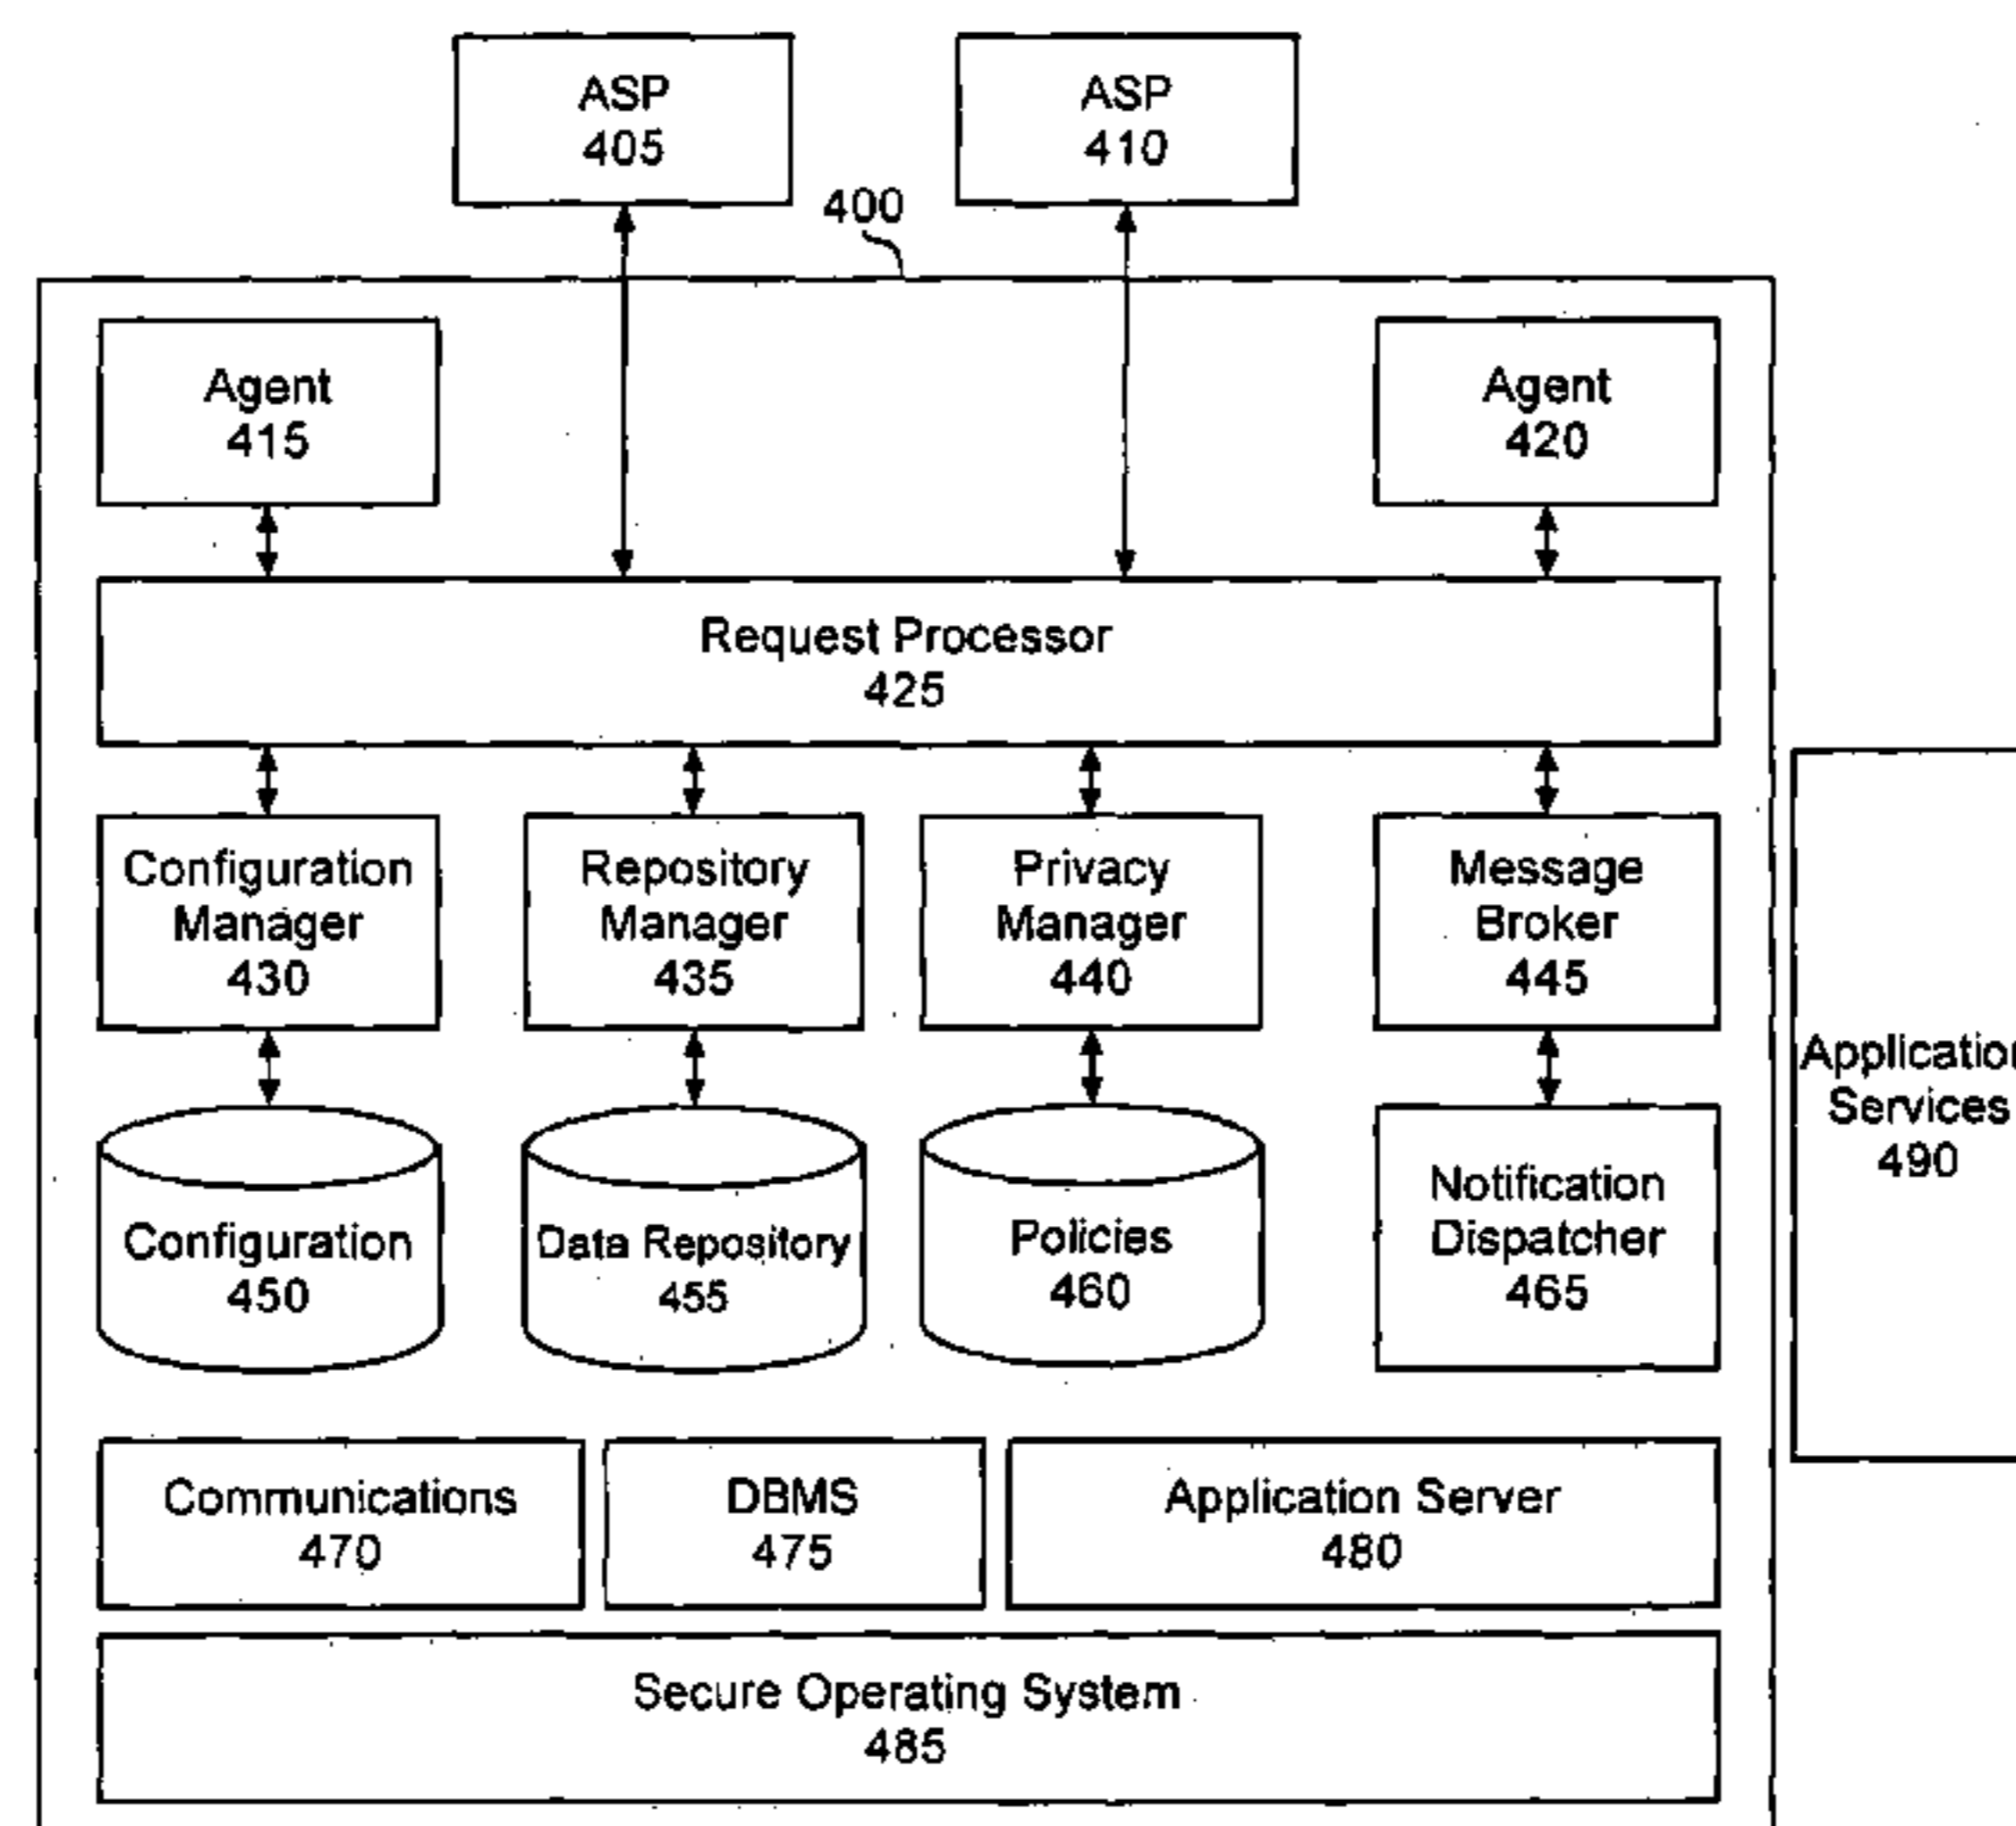 ASP
405
ASP
410
400
Agent
415
Agent
420
Request Processor
425
Configuration
Manager
430
Repository
Manager
435
Privacy
Manager
440
Message
Broker
445
Configuration
450
Data Repository
455
Policies
460
Notification
Dispatcher
465
Application
Services
490
Communications
470
DBMS
475
Application Server
480
Secure Operating System
485